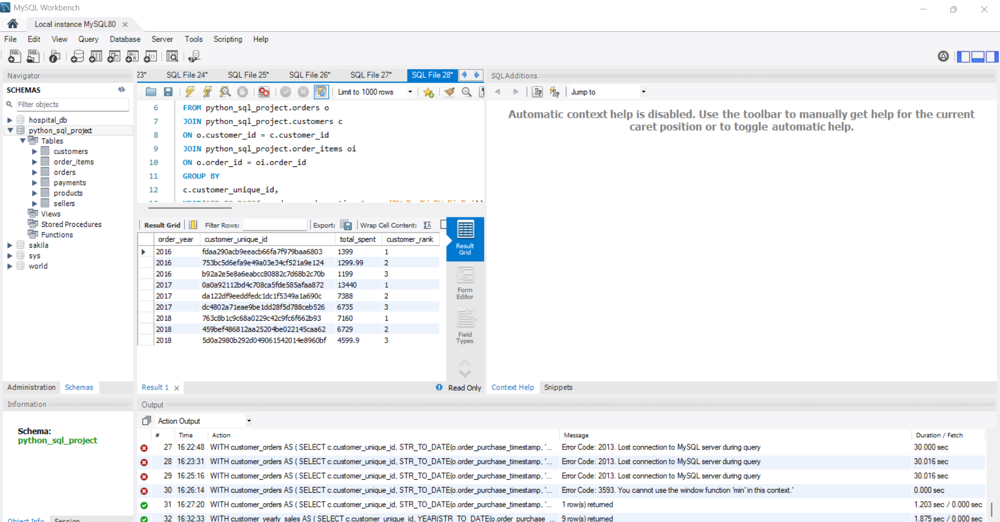 MySQL Workbench
Local instance MySQL80
File Edit View Query Database Server Tools Scripting Help
Navigator
SCHEMAS
Filter objects
hospital_db
python_sql_project
Tables
customers
order_items
orders
payments
products
sellers
Views
Stored Procedures
Functions
sakila
sys
world
Administration Schemas
Information
Schema:
python_sql_project
Object Info Session
23* SQL File 24* SQL File 25* SQL File 26* SQL File 27* SQL File 28*
Limit to 1000 rows
6 FROM python_sql_project.orders o
7 JOIN python_sql_project.customers c
8 ON o.customer_id = c.customer_id
9 JOIN python_sql_project.order_items oi
10 ON o.order_id = oi.order_id
11 GROUP BY
12 c.customer_unique_id,
Result Grid Filter Rows: Export: Wrap Cell Content:
order_year customer_unique_id total_spent customer_rank
2016 fdaa290acb9eeacb66fa7f979baa6803 1399 1
2016 753bc5d6efa9e49a03e34cf521a9e124 1299.99 2
2016 b92a2e5e8a6eabcc80882c7d68b2c70b 1199 3
2017 0a0a92112bd4c708ca5fde585afaa872 13440 1
2017 da122df9eeddfedc1dc1f5349a1a690c 7388 2
2017 dc4802a71eae9be1dd28f5d788ceb526 6735 3
2018 763c8b1c9c68a0229c42c9fc6f662b93 7160 1
2018 459bef486812aa25204be022145caa62 6729 2
2018 5d0a2980b292d049061542014e8960bf 4599.9 3
Result
Grid
Form
Editor
Field
Types
Result 1
Read Only
SQLAdditions
Jump to
Automatic context help is disabled. Use the toolbar to manually get help for the current
caret position or to toggle automatic help.
Context Help Snippets
Output
Action Output
# Time Action Message Duration / Fetch
27 16:22:48 WITH customer_orders AS ( SELECT c.customer_unique_id, STR_TO_DATE(o.order_purchase_timestamp, '... Error Code: 2013. Lost connection to MySQL server during query 30.000 sec
28 16:23:31 WITH customer_orders AS ( SELECT c.customer_unique_id, STR_TO_DATE(o.order_purchase_timestamp, '... Error Code: 2013. Lost connection to MySQL server during query 30.016 sec
29 16:25:16 WITH customer_orders AS ( SELECT c.customer_unique_id, STR_TO_DATE(o.order_purchase_timestamp, '... Error Code: 2013. Lost connection to MySQL server during query 30.016 sec
30 16:26:14 WITH customer_orders AS ( SELECT c.customer_unique_id, STR_TO_DATE(o.order_purchase_timestamp, '... Error Code: 3593. You cannot use the window function 'min' in this context.' 0.000 sec
31 16:27:20 WITH customer_orders AS ( SELECT c.customer_unique_id, STR_TO_DATE(o.order_purchase_timestamp, '... 1 row(s) returned 1.203 sec / 0.000 sec
32 16:32:33 WITH customer_yearly_sales AS ( SELECT c.customer_unique_id, YEAR(STR_TO_DATE(o.order_purchase_... 9 row(s) returned 1.875 sec / 0.000 sec